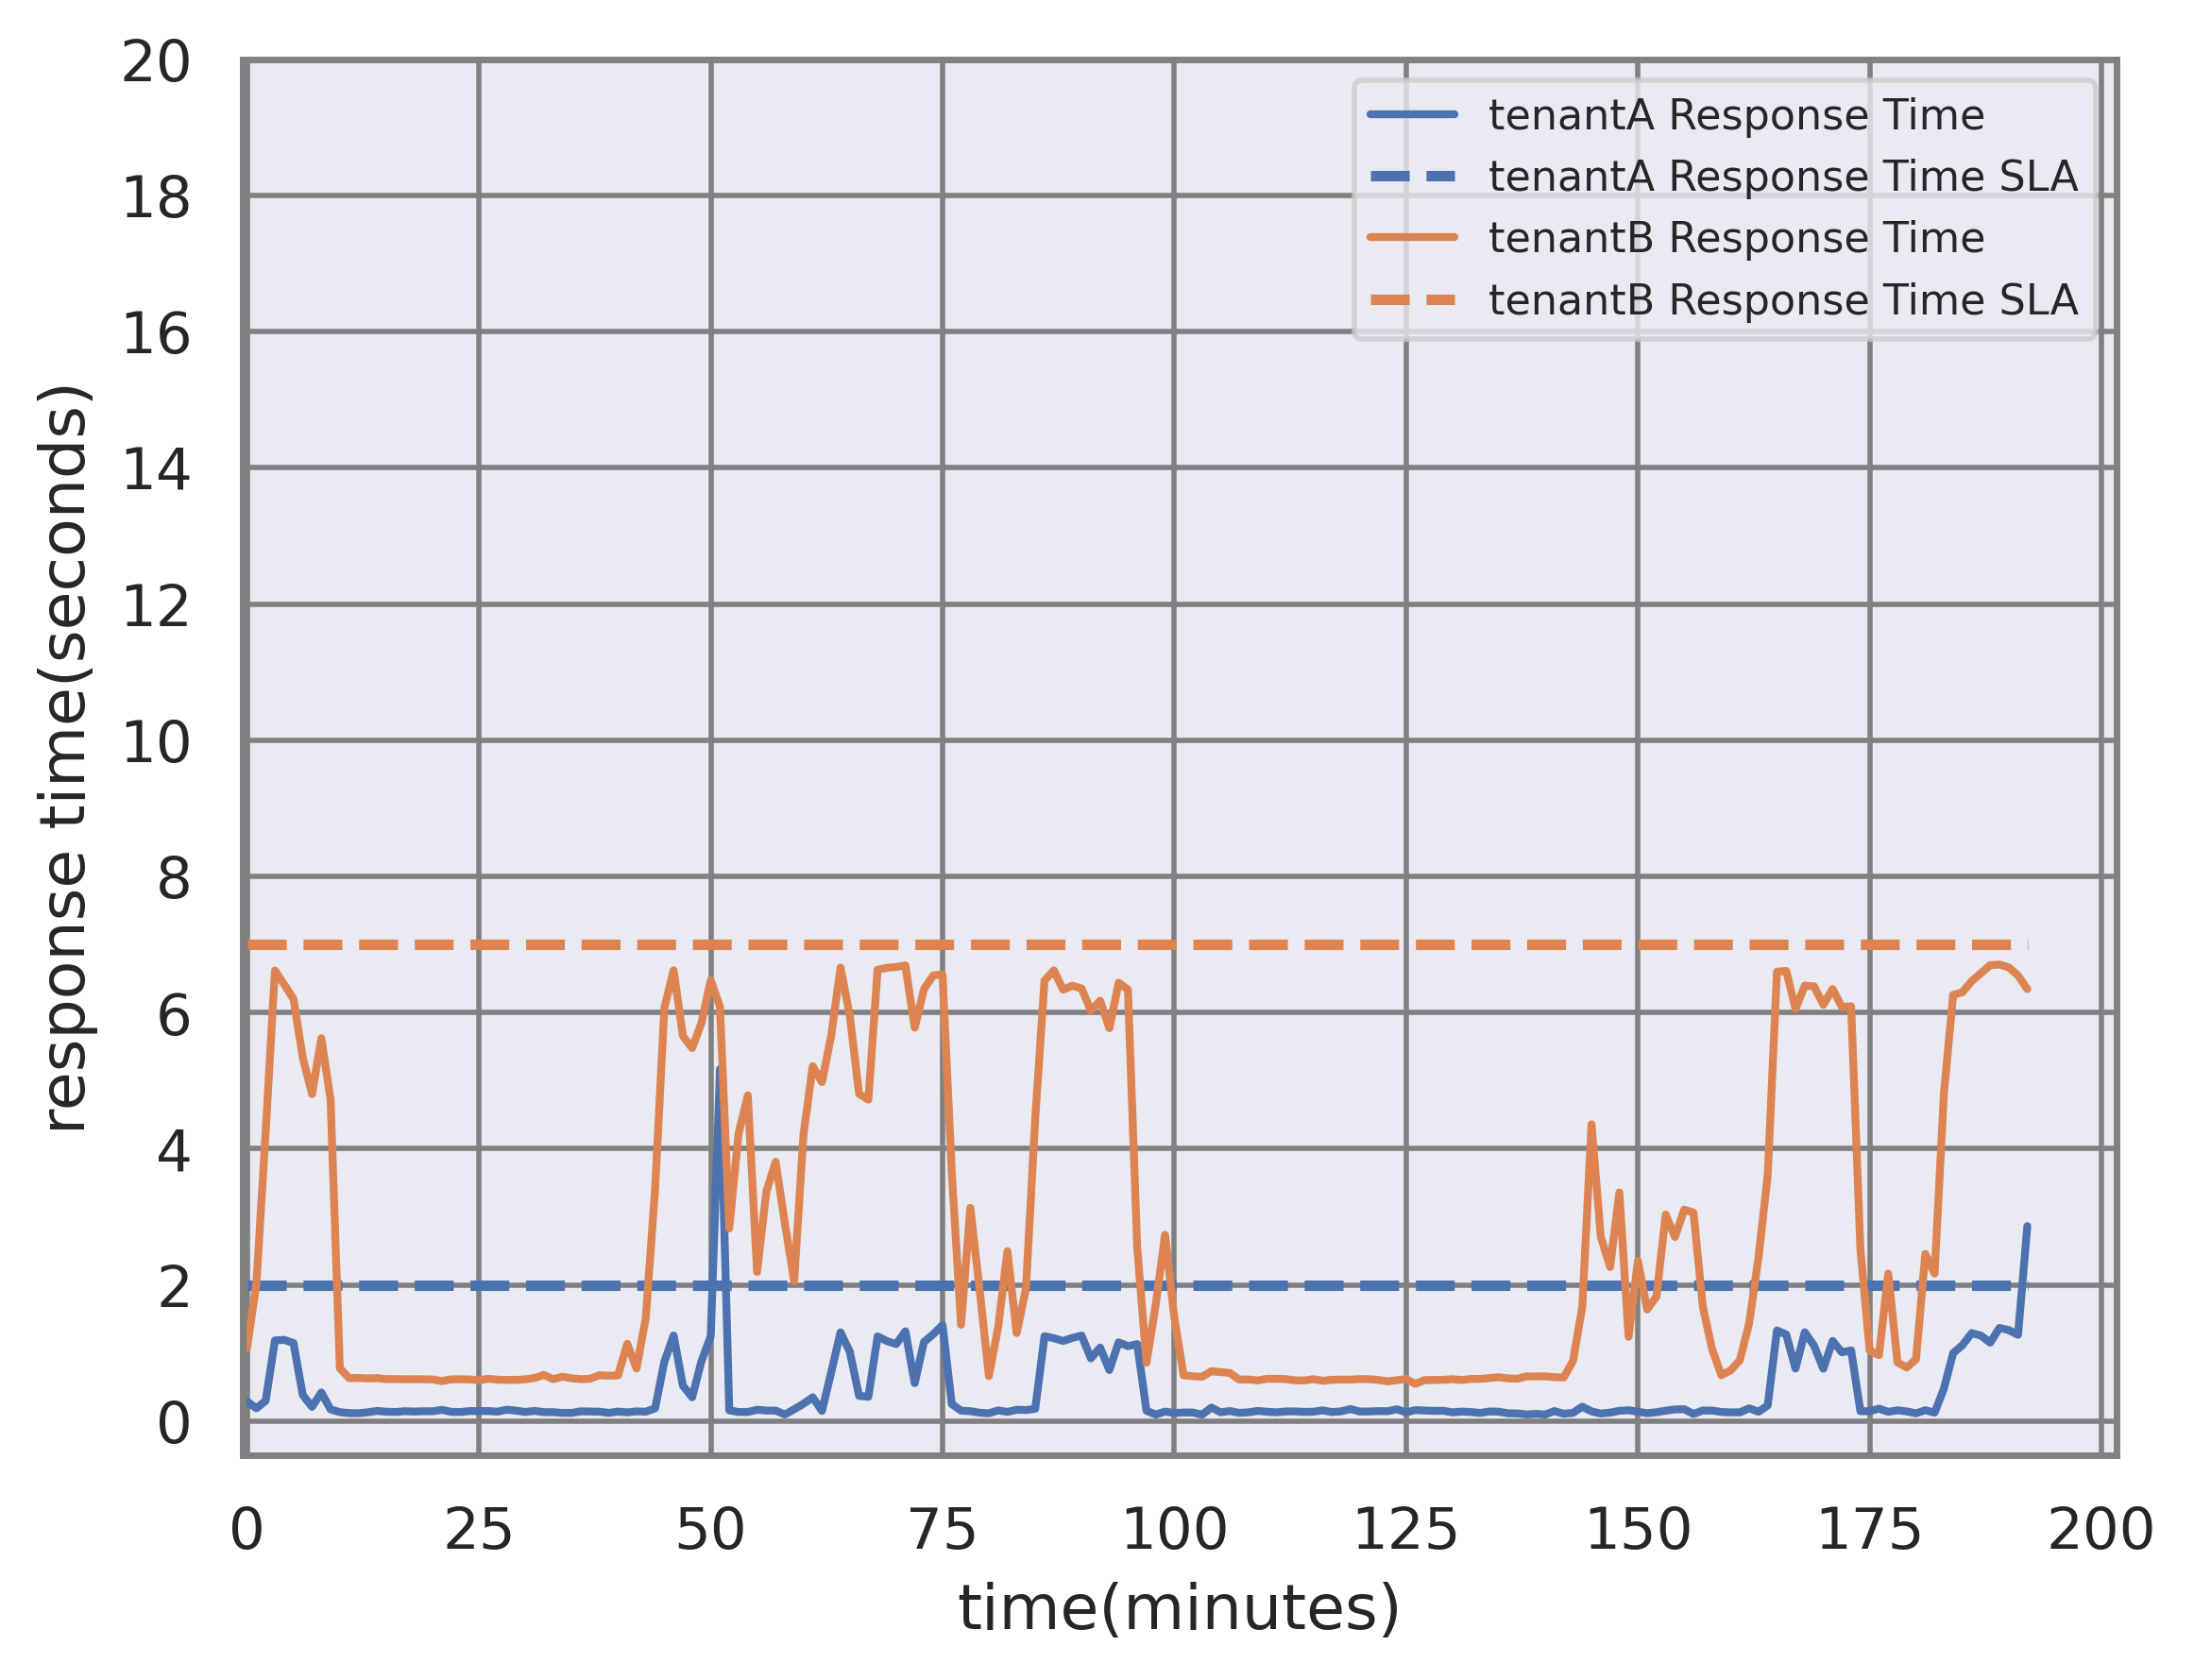 20
18
16
14
12
10
8
6
4
2
0
response time(seconds)
tenantA Response Time
tenantA Response Time SLA
tenantB Response Time
tenantB Response Time SLA
0 25 50 75 100 125 150 175 200
time(minutes)